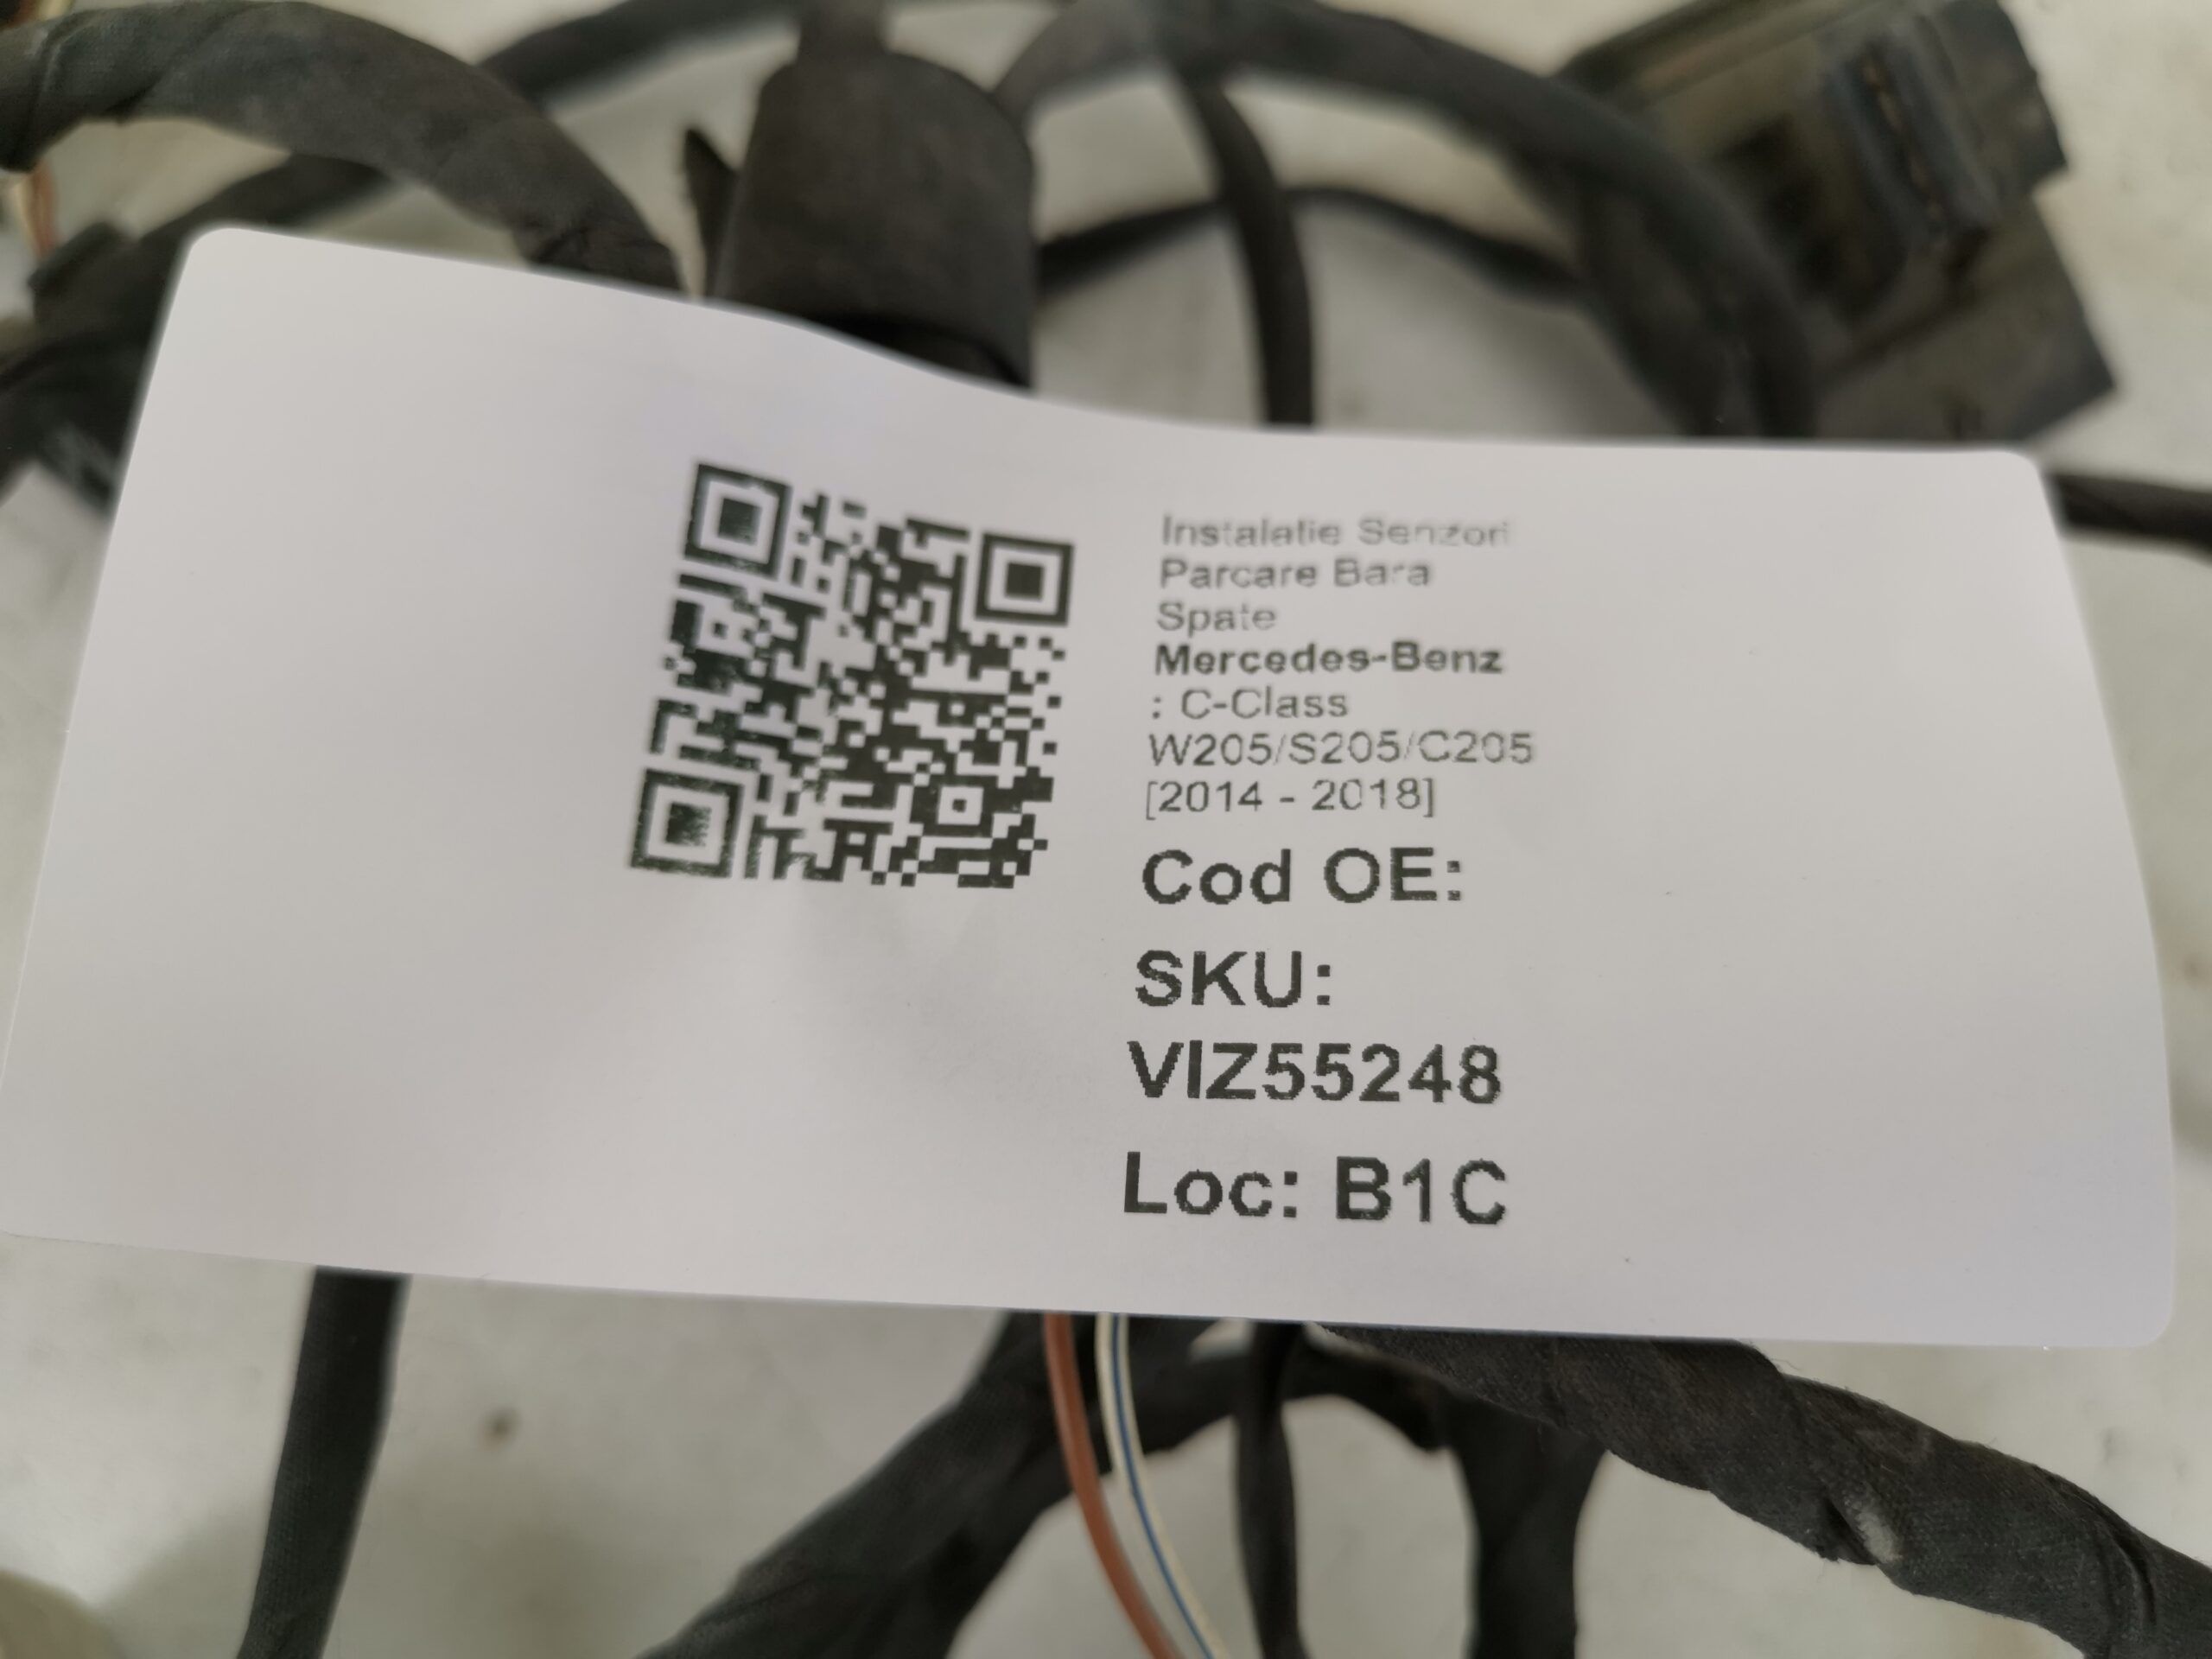 Instalatie Senzori
Parcare Bara
Spate
Mercedes-Benz
: C-Class
W205/S205/C205
[2014 - 2018]
Cod OE:
SKU:
VIZ55248
Loc: B1C